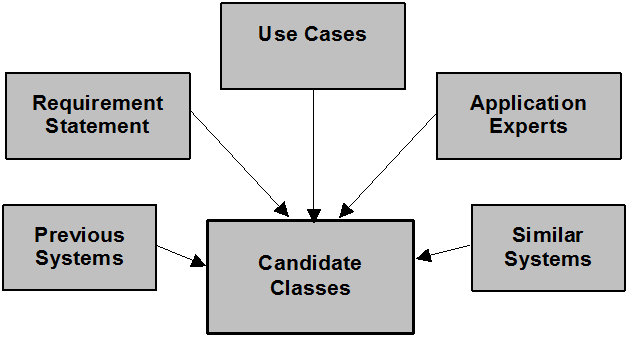 Use Cases
Requirement
Statement
Application
Experts
Previous
Systems
Candidate
Classes
Similar
Systems